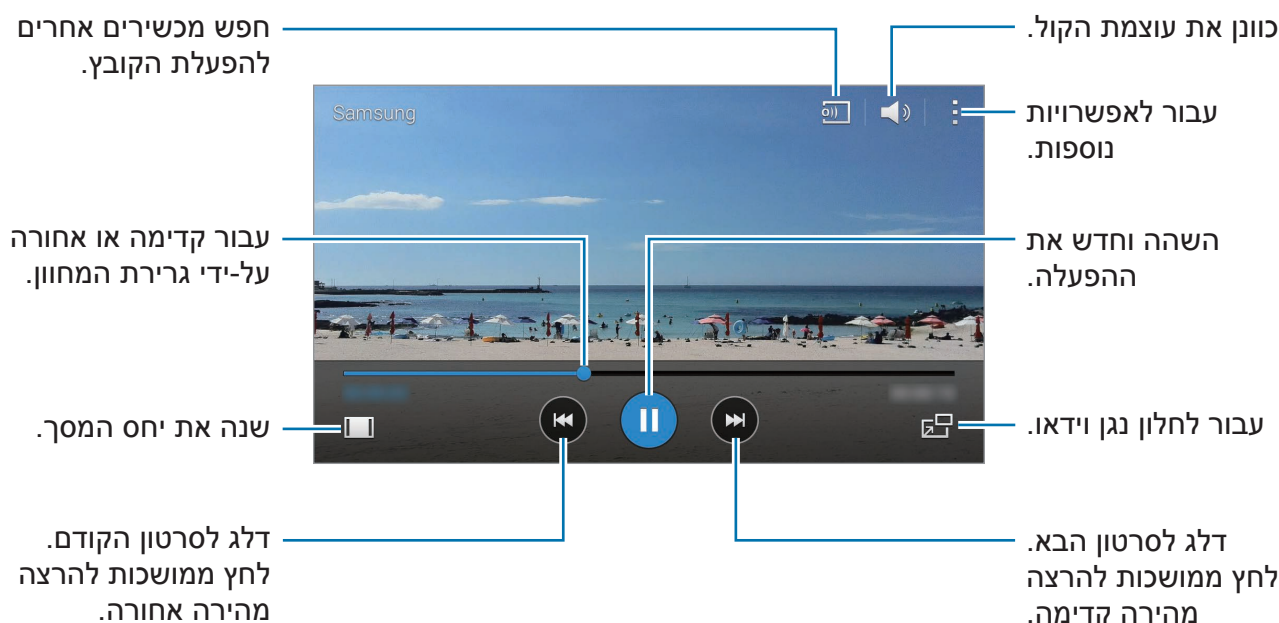 כוונן את עוצמת הקול.
חפש מכשירים אחרים
להפעלת הקובץ.
Samsung
עבור לאפשרויות
נוספות.
השהה וחדש את
ההפעלה.
עבור קדימה או אחורה
על-ידי גרירת המחוון.
עבור לחלון נגן וידאו.
שנה את יחס המסך.
דלג לסרטון הבא.
לחץ ממושכות להרצה
מהירה קדימה.
דלג לסרטון הקודם.
לחץ ממושכות להרצה
מהירה אחורה.